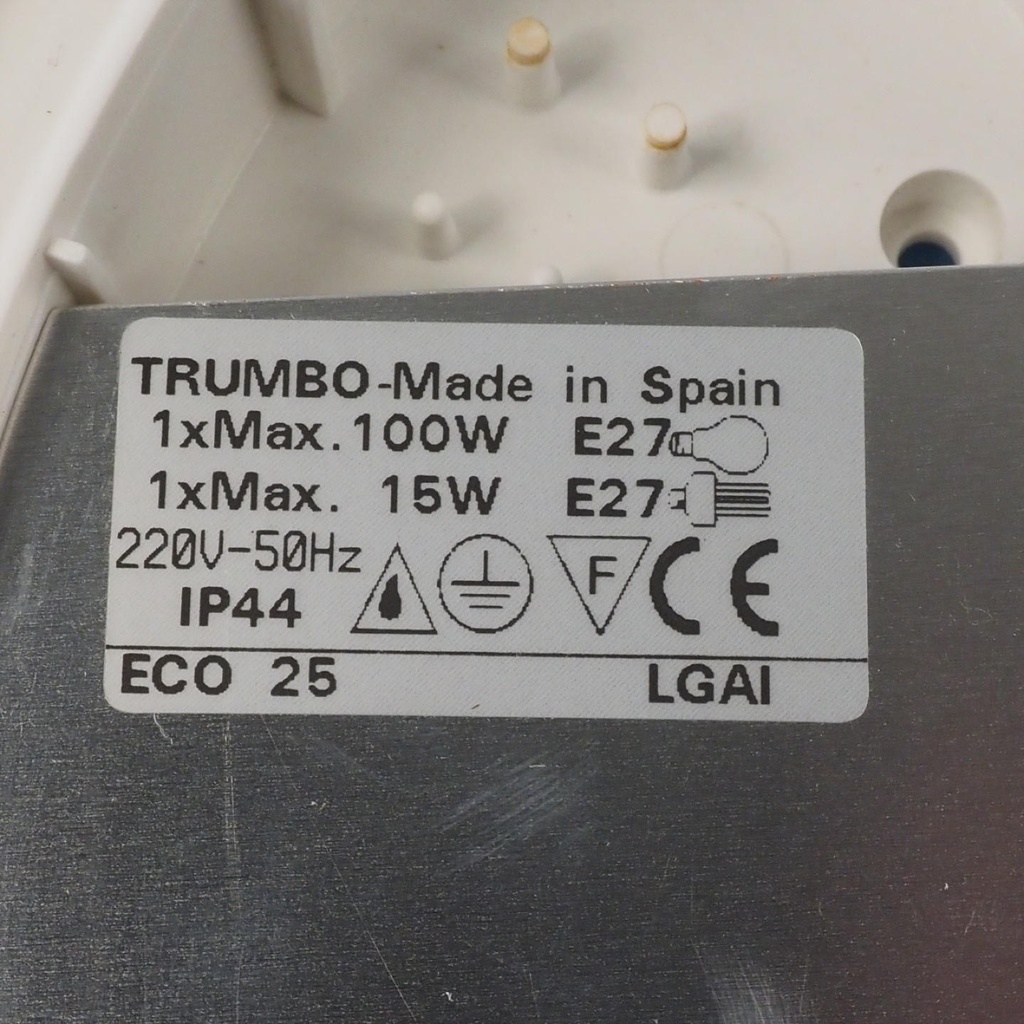 TRUMBO-Made in Spain
1xMax.100W E27
1xMax. 15W E27
220V-50Hz
IP44
F
CE
ECO 25 LGAI